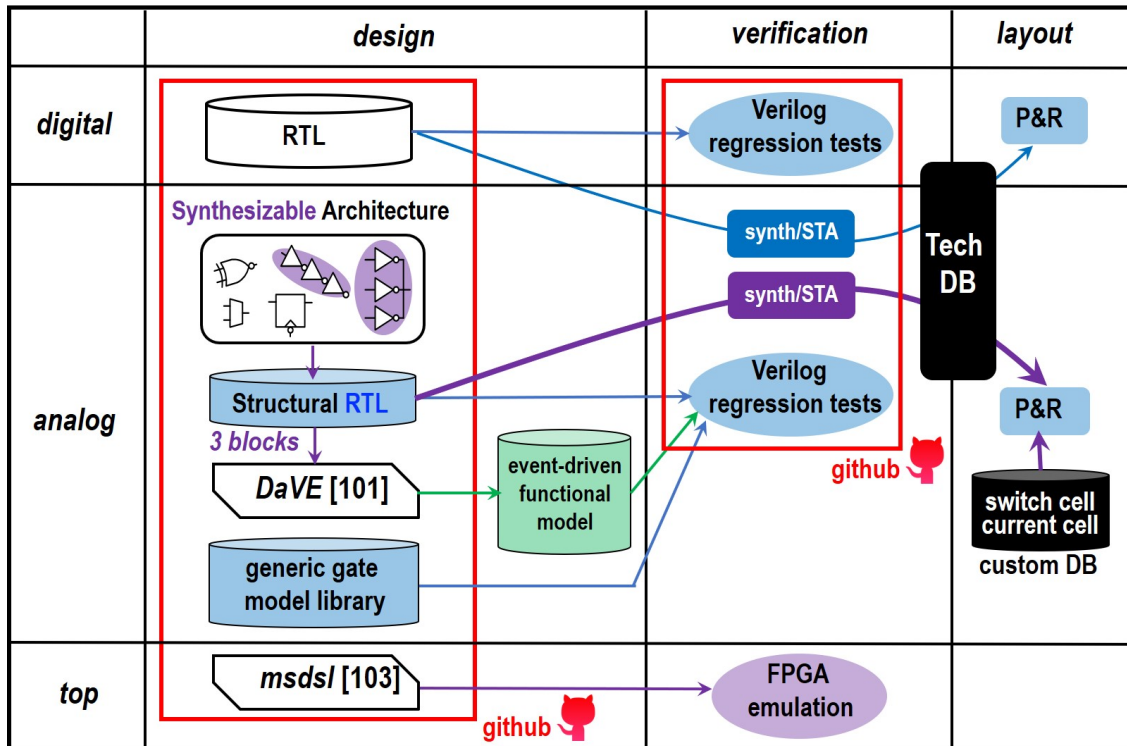 design
verification
layout
digital
RTL
Verilog
regression tests
P&R
analog
Synthesizable Architecture
synth/STA
synth/STA
Tech
DB
Structural RTL
3 blocks
DaVE [101]
event-driven
functional
model
Verilog
regression tests
github
P&R
switch cell
current cell
custom DB
generic gate
model library
top
msdsl [103]
github
FPGA
emulation